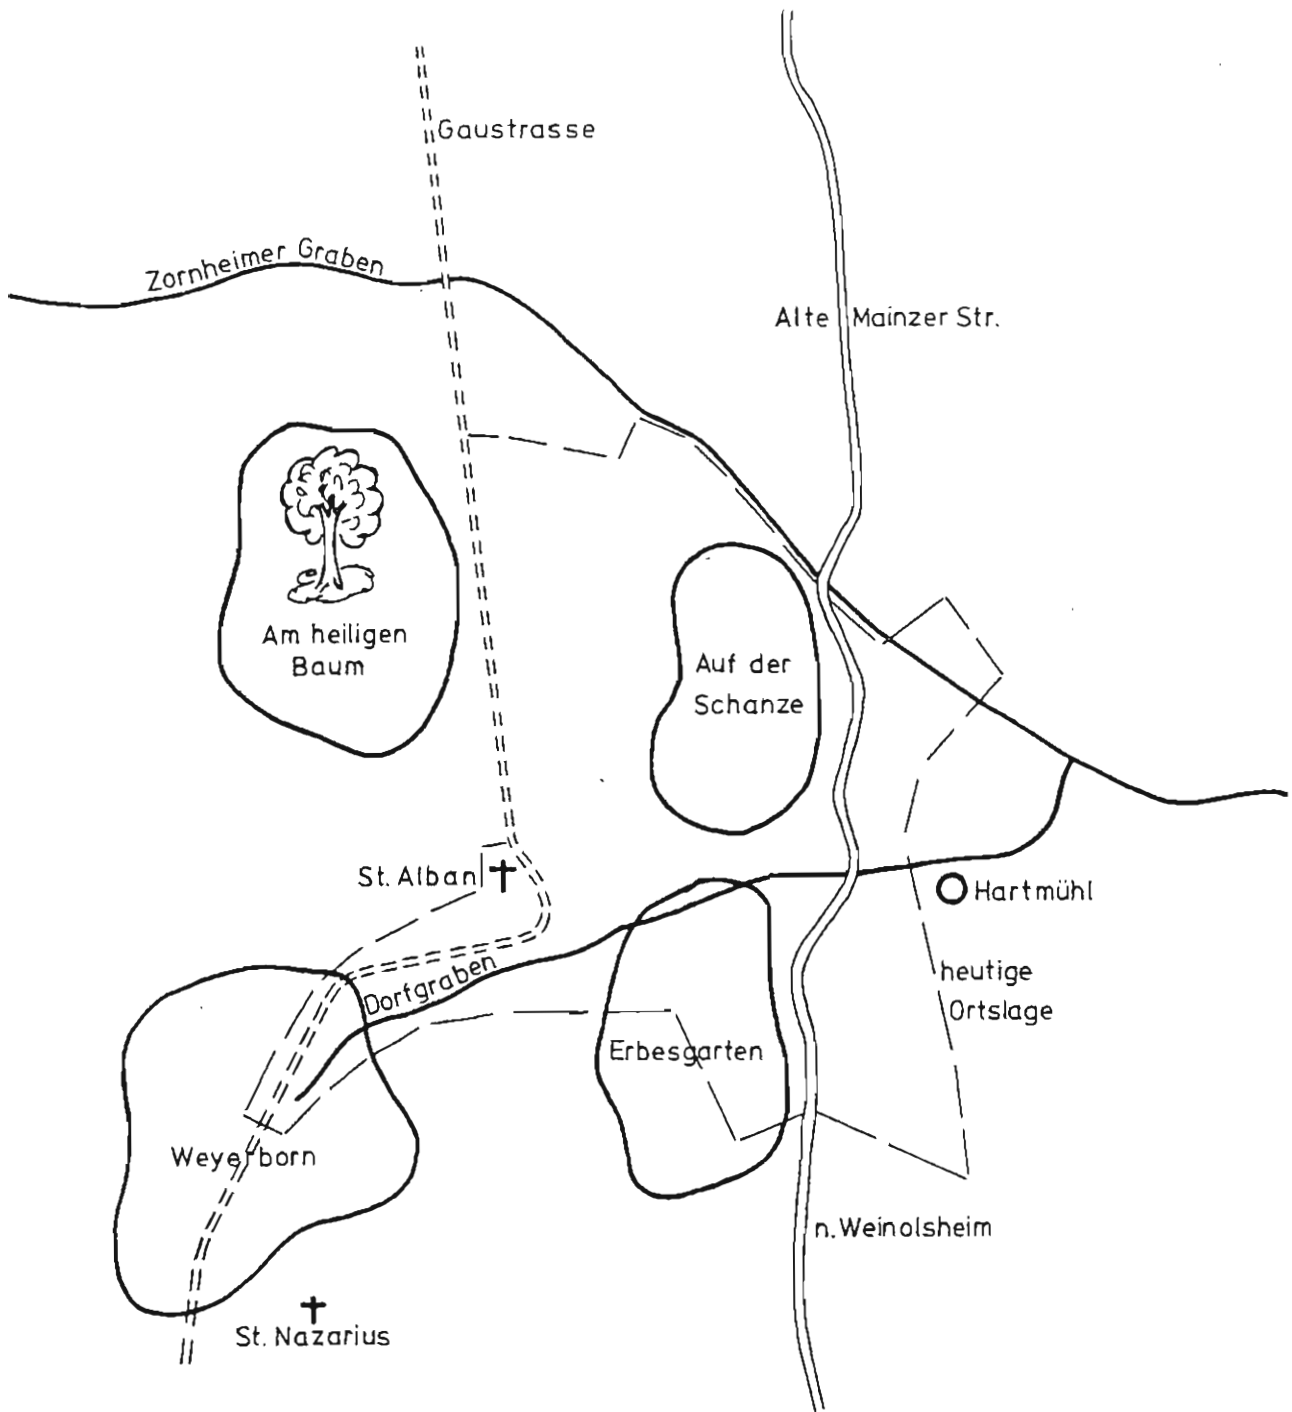 Gaustrasse
Zornheimer Graben
Alte Mainzer Str.
Am heiligen
Baum
Auf der
Schanze
St. Alban
Hartmühl
Dorfgraben
heutige
Ortslage
Erbesgarten
Weyerborn
n. Weinolsheim
St. Nazarius